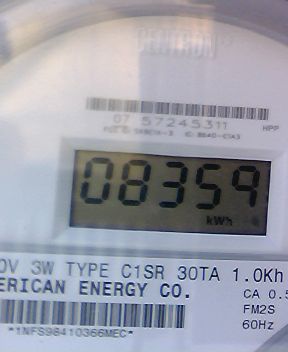 CENTRON®
07 57245311
HPP
08359
kWh
0V 3W TYPE C1SR 30TA 1.0Kh
ERICAN ENERGY CO.
CA 0.5
FM2S
60Hz
*1NFS98410366MEC*